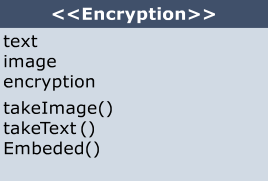 <<Encryption>>
text
image
encryption
takeImage()
takeText ()
Embeded()